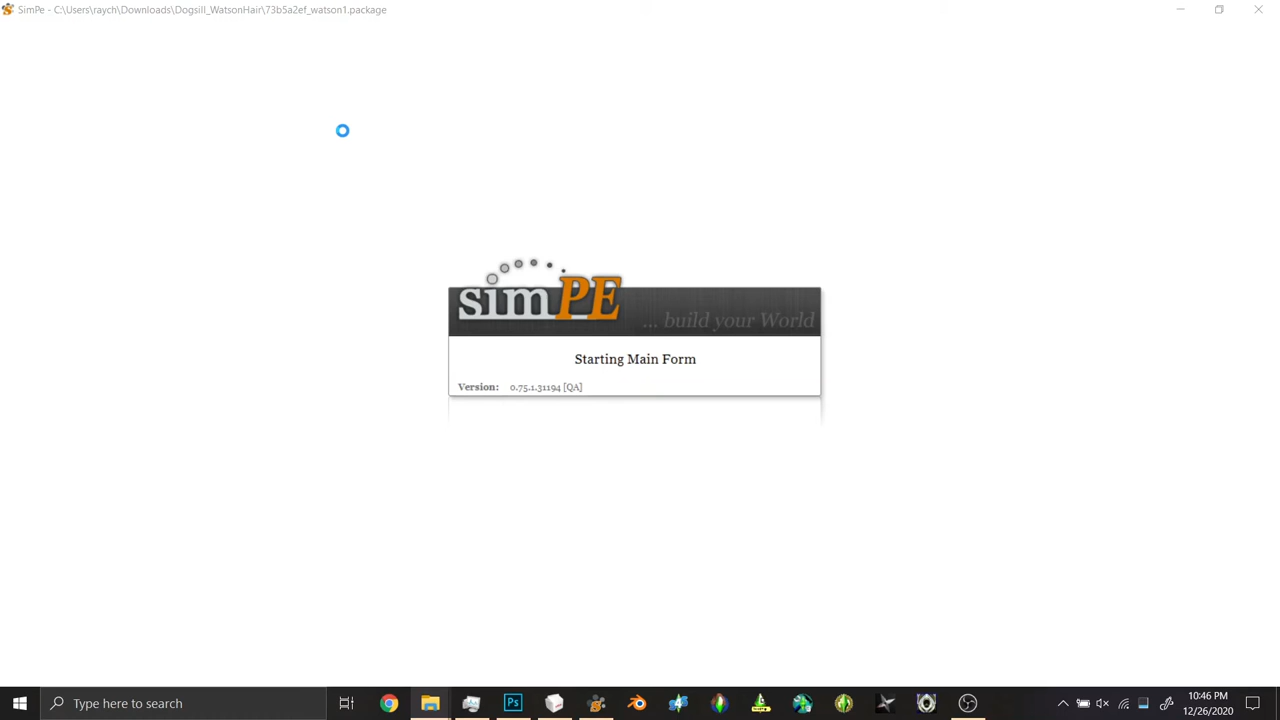 SimPe - C:\Users\raych\Downloads\Dogsill_WatsonHair\73b5a2ef_watson1.package
simPE
... build your World
Starting Main Form
Version: 0.75.1.31194 [QA]
Type here to search
Ps
10:46 PM
12/26/2020